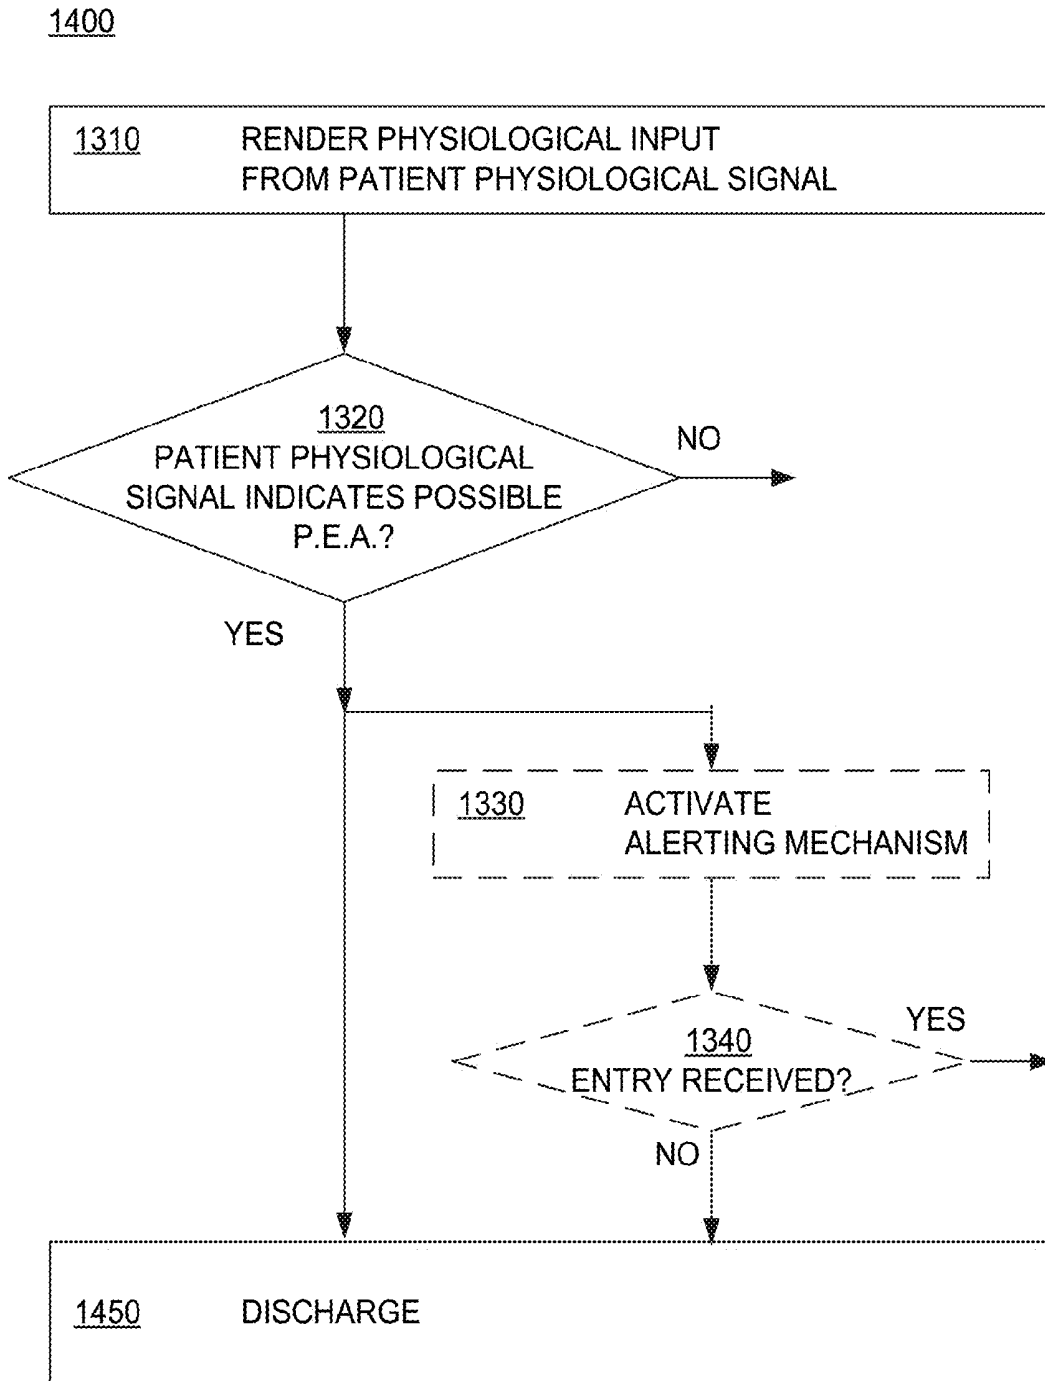 1400
1310 RENDER PHYSIOLOGICAL INPUT
FROM PATIENT PHYSIOLOGICAL SIGNAL
1320
PATIENT PHYSIOLOGICAL
SIGNAL INDICATES POSSIBLE
P.E.A.?
NO
YES
1330 ACTIVATE
ALERTING MECHANISM
1340
ENTRY RECEIVED?
YES
NO
1450 DISCHARGE